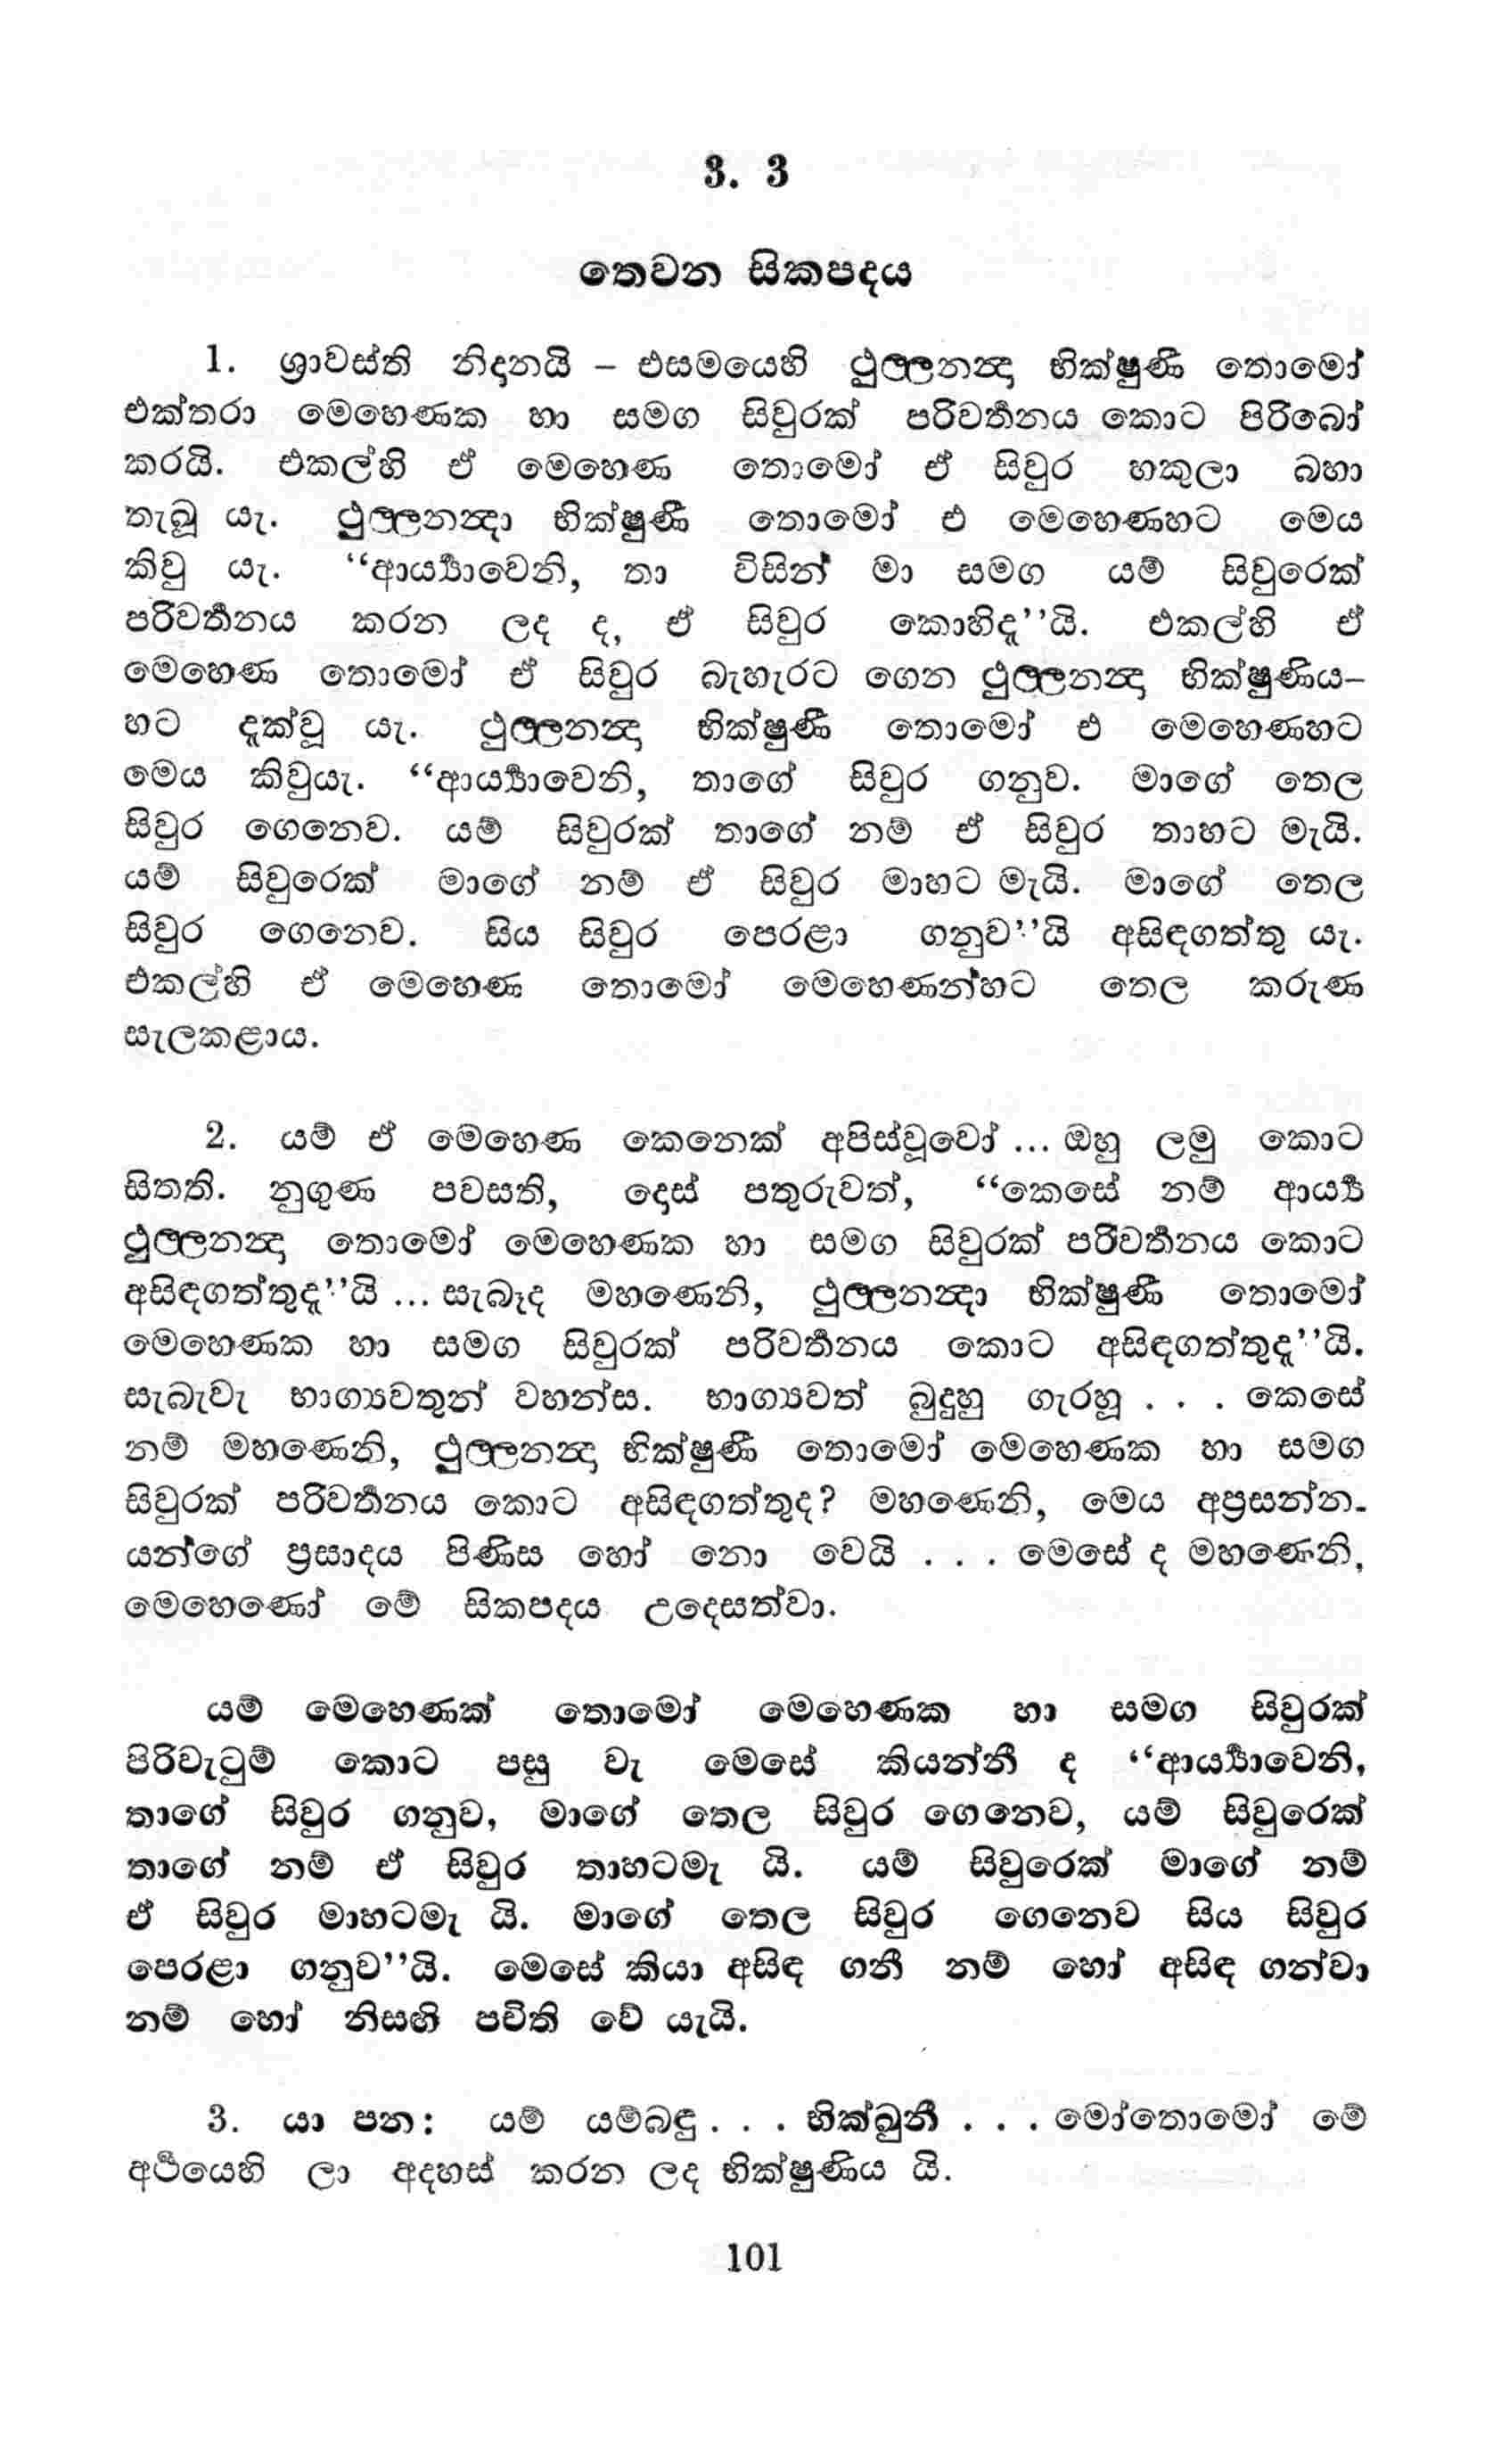 3. 3
තෙවන සිකපදය
1. ශ්‍රාවස්ති නිදානයි – එසමයෙහි ථුල්ලනන්‍දා භික්ෂුණී තොමෝ
එක්තරා මෙහෙණක හා සමග සිවුරක් පරිවර්‍තනය කොට පිරිබෝ
කරයි. එකල්හි ඒ මෙහෙණ තොමෝ ඒ සිවුර හකුලා බහා
තැබූ යැ. ථුල්ලනන්‍දා භික්ෂුණී තොමෝ එ මෙහෙණහට මෙය
කිවු යැ. “ආර්‍ය්‍යාවෙනි, තා විසින් මා සමග යම් සිවුරෙක්
පරිවර්‍තනය කරන ලද ද, ඒ සිවුර කොහිදැ”යි. එකල්හි ඒ
මෙහෙණ තොමෝ ඒ සිවුර බැහැරට ගෙන ථුල්ලනන්‍දා භික්ෂුණිය-
හට දැක්වූ යැ. ථුල්ලනන්‍දා භික්ෂුණී තොමෝ එ මෙහෙණහට
මෙය කිවුයැ. “ආර්‍ය්‍යාවෙනි, තාගේ සිවුර ගනුව. මාගේ තෙල
සිවුර ගෙනෙව. යම් සිවුරක් තාගේ නම් ඒ සිවුර තාහට මැයි.
යම් සිවුරෙක් මාගේ නම් ඒ සිවුර මාහට මැයි. මාගේ තෙල
සිවුර ගෙනෙව. සිය සිවුර පෙරළා ගනුව”යි අසිඳගත්තු යැ.
එකල්හි ඒ මෙහෙණ තොමෝ මෙහෙණන්හට තෙල කරුණ
සැලකළාය.
2. යම් ඒ මෙහෙණ කෙනෙක් අපිස්වූවෝ ... ඔහු ලමු කොට
සිතති. නුගුණ පවසති, දොස් පතුරුවත්, “කෙසේ නම් ආර්‍ය්‍ය
ථුල්ලනන්‍දා තොමෝ මෙහෙණක හා සමග සිවුරක් පරිවර්‍තනය කොට
අසිඳගත්තුදැ”යි ... සැබෑද මහණෙනි, ථුල්ලනන්‍දා භික්ෂුණී තොමෝ
මෙහෙණක හා සමග සිවුරක් පරිවර්‍තනය කොට අසිඳගත්තුදැ”යි.
සැබැවැ භාග්‍යවතුන් වහන්ස. භාග්‍යවත් බුදුහු ගැරහූ . . . කෙසේ
නම් මහණෙනි, ථුල්ලනන්‍දා භික්ෂුණී තොමෝ මෙහෙණක හා සමග
සිවුරක් පරිවර්‍තනය කොට අසිඳගත්තුද? මහණෙනි, මෙය අප්‍රසන්න-
යන්ගේ ප්‍රසාදය පිණිස හෝ නො වෙයි . . . මෙසේ ද මහණෙනි,
මෙහෙණෝ මේ සිකපදය උදෙසත්වා.
යම් මෙහෙණක් තොමෝ මෙහෙණක හා සමග සිවුරක්
පිරිවැටුම් කොට පසු වැ මෙසේ කියන්නී ද “ආර්‍ය්‍යාවෙනි,
තාගේ සිවුර ගනුව, මාගේ තෙල සිවුර ගෙනෙව, යම් සිවුරෙක්
තාගේ නම් ඒ සිවුර තාහටමැ යි. යම් සිවුරෙක් මාගේ නම්
ඒ සිවුර මාහටමැ යි. මාගේ තෙල සිවුර ගෙනෙව සිය සිවුර
පෙරළා ගනුව”යි. මෙසේ කියා අසිඳ ගනී නම් හෝ අසිඳ ගන්වා
නම් හෝ නිසගි පචිති වේ යැයි.
3. යා පන: යම් යම්බඳු . . . භික්ඛුනී . . . මෝතොමෝ මේ
අර්‍ථයෙහි ලා අදහස් කරන ලද භික්ෂුණිය යි.
101